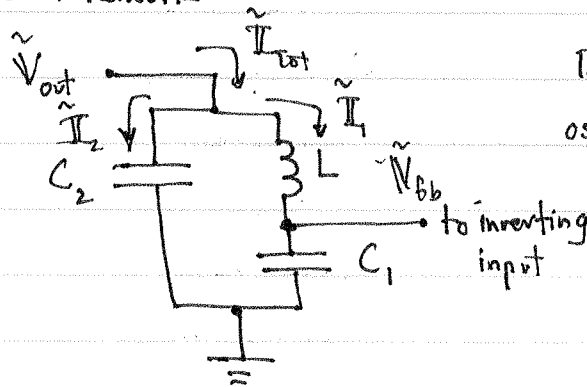 Ṽout
Ĩtot
Ĩ1
Ĩ2
C2
L
Ṽfb
to inverting
input
C1